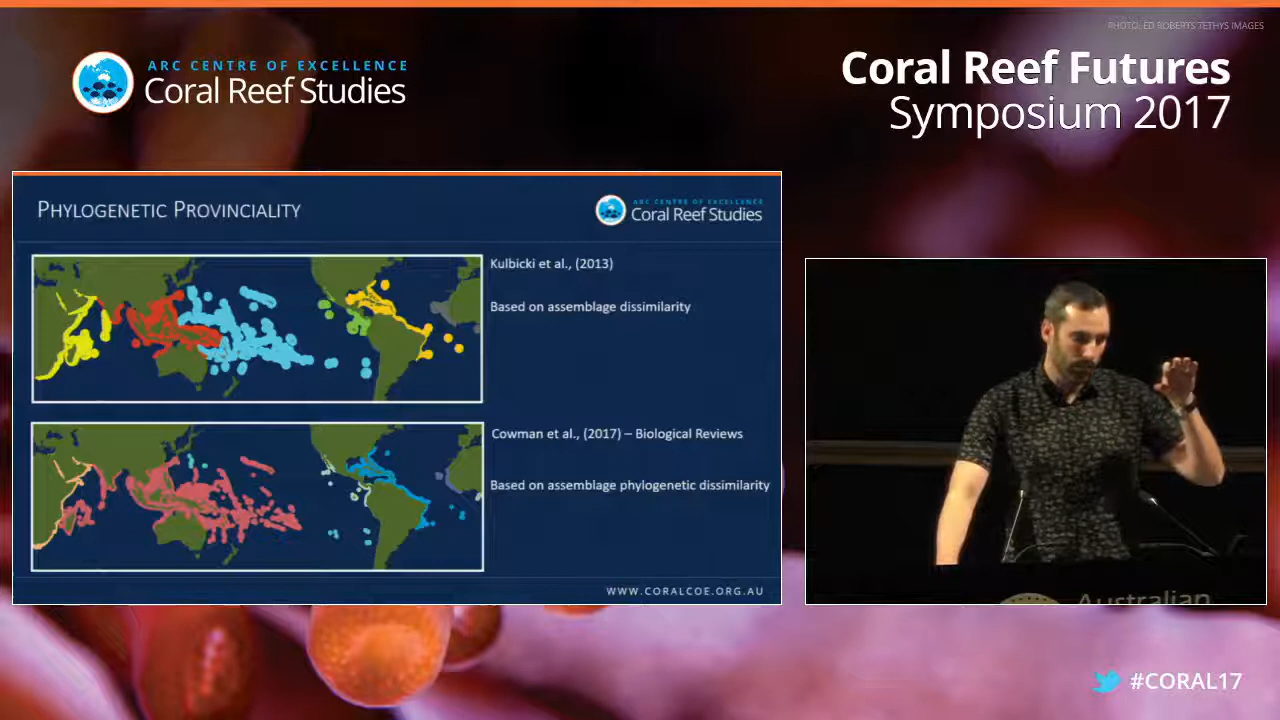 PHOTO: ED ROBERTS TETHYS IMAGES
ARC CENTRE OF EXCELLENCE
Coral Reef Studies
Coral Reef Futures
Symposium 2017
PHYLOGENETIC PROVINCIALITY
ARC CENTRE OF EXCELLENCE
Coral Reef Studies
Kulbicki et al., (2013)
Based on assemblage dissimilarity
Cowman et al., (2017) – Biological Reviews
Based on assemblage phylogenetic dissimilarity
WWW.CORALCOE.ORG.AU
Australian
#CORAL17